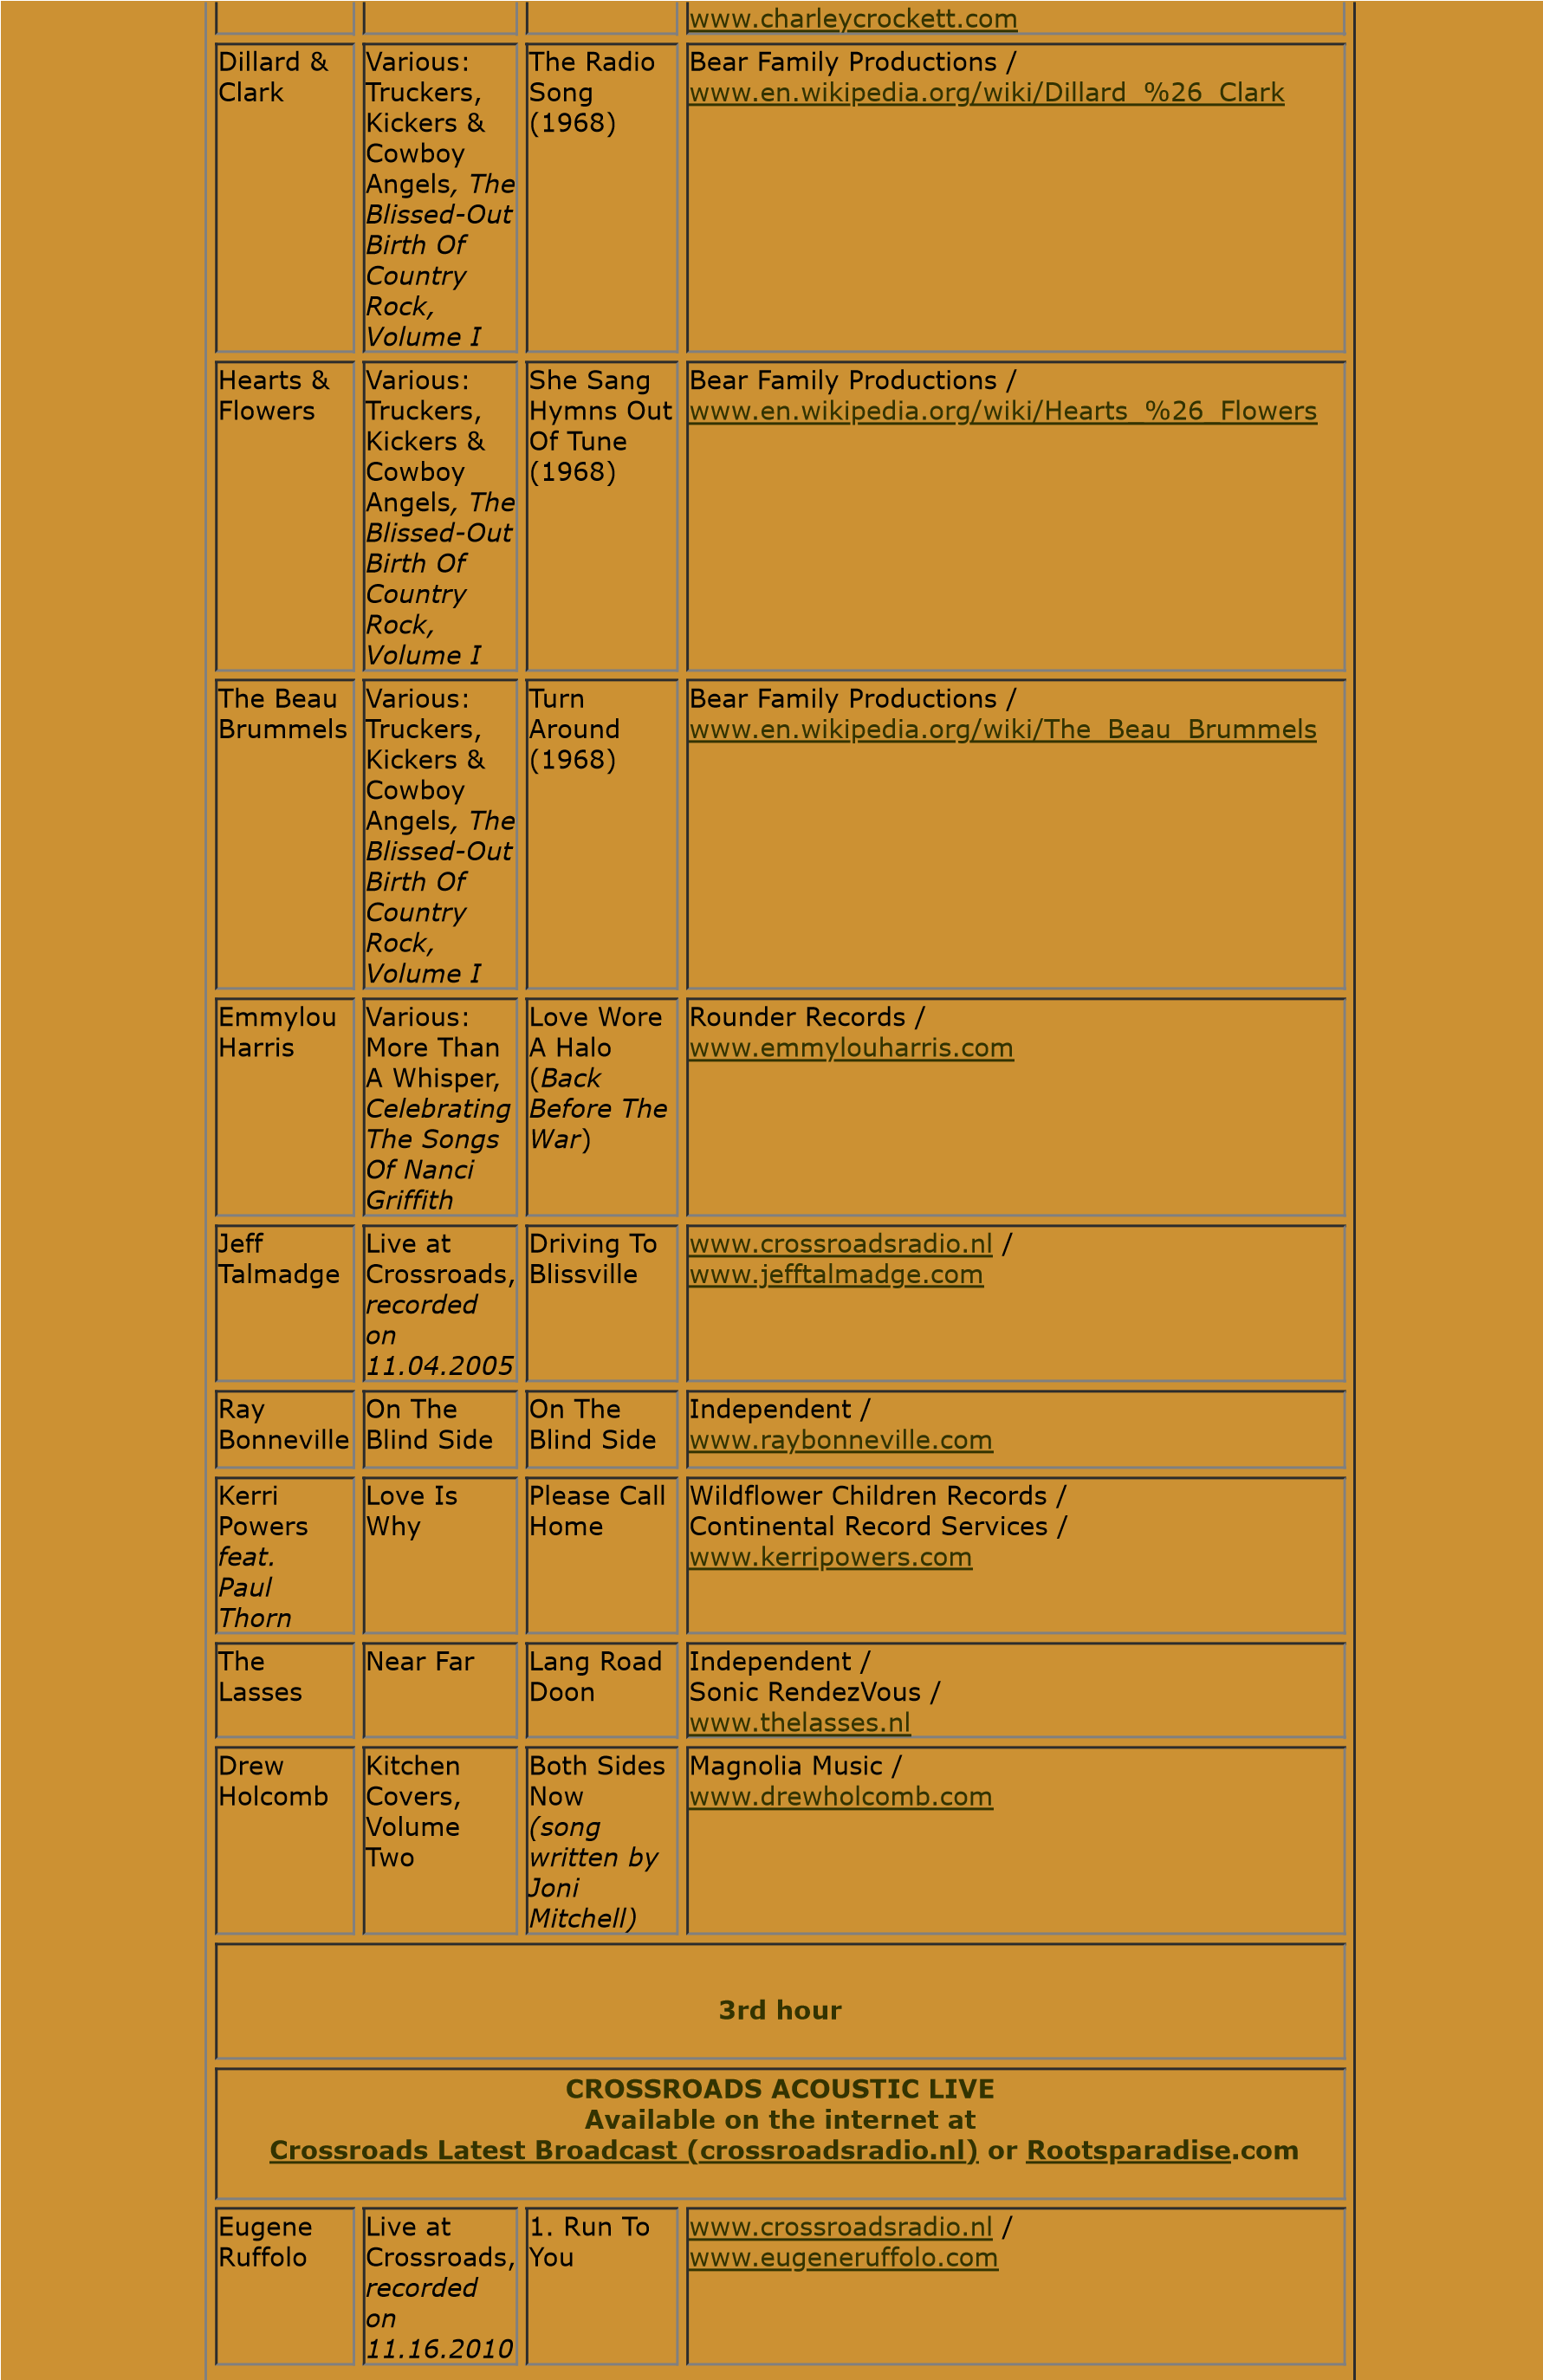 www.charleycrockett.com
Dillard &
Clark
Various:
Truckers,
Kickers &
Cowboy
Angels, The
Blissed-Out
Birth Of
Country
Rock,
Volume I
The Radio
Song
(1968)
Bear Family Productions /
www.en.wikipedia.org/wiki/Dillard_%26_Clark
Hearts &
Flowers
Various:
Truckers,
Kickers &
Cowboy
Angels, The
Blissed-Out
Birth Of
Country
Rock,
Volume I
She Sang
Hymns Out
Of Tune
(1968)
Bear Family Productions /
www.en.wikipedia.org/wiki/Hearts_%26_Flowers
The Beau
Brummels
Various:
Truckers,
Kickers &
Cowboy
Angels, The
Blissed-Out
Birth Of
Country
Rock,
Volume I
Turn
Around
(1968)
Bear Family Productions /
www.en.wikipedia.org/wiki/The_Beau_Brummels
Emmylou
Harris
Various:
More Than
A Whisper,
Celebrating
The Songs
Of Nanci
Griffith
Love Wore
A Halo
(Back
Before The
War)
Rounder Records /
www.emmylouharris.com
Jeff
Talmadge
Live at
Crossroads,
recorded
on
11.04.2005
Driving To
Blissville
www.crossroadsradio.nl /
www.jefftalmadge.com
Ray
Bonneville
On The
Blind Side
On The
Blind Side
Independent /
www.raybonneville.com
Kerri
Powers
feat.
Paul
Thorn
Love Is
Why
Please Call
Home
Wildflower Children Records /
Continental Record Services /
www.kerripowers.com
The
Lasses
Near Far
Lang Road
Doon
Independent /
Sonic RendezVous /
www.thelasses.nl
Drew
Holcomb
Kitchen
Covers,
Volume
Two
Both Sides
Now
(song
written by
Joni
Mitchell)
Magnolia Music /
www.drewholcomb.com
3rd hour
CROSSROADS ACOUSTIC LIVE
Available on the internet at
Crossroads Latest Broadcast (crossroadsradio.nl) or Rootsparadise.com
Eugene
Ruffolo
Live at
Crossroads,
recorded
on
11.16.2010
1. Run To
You
www.crossroadsradio.nl /
www.eugeneruffolo.com